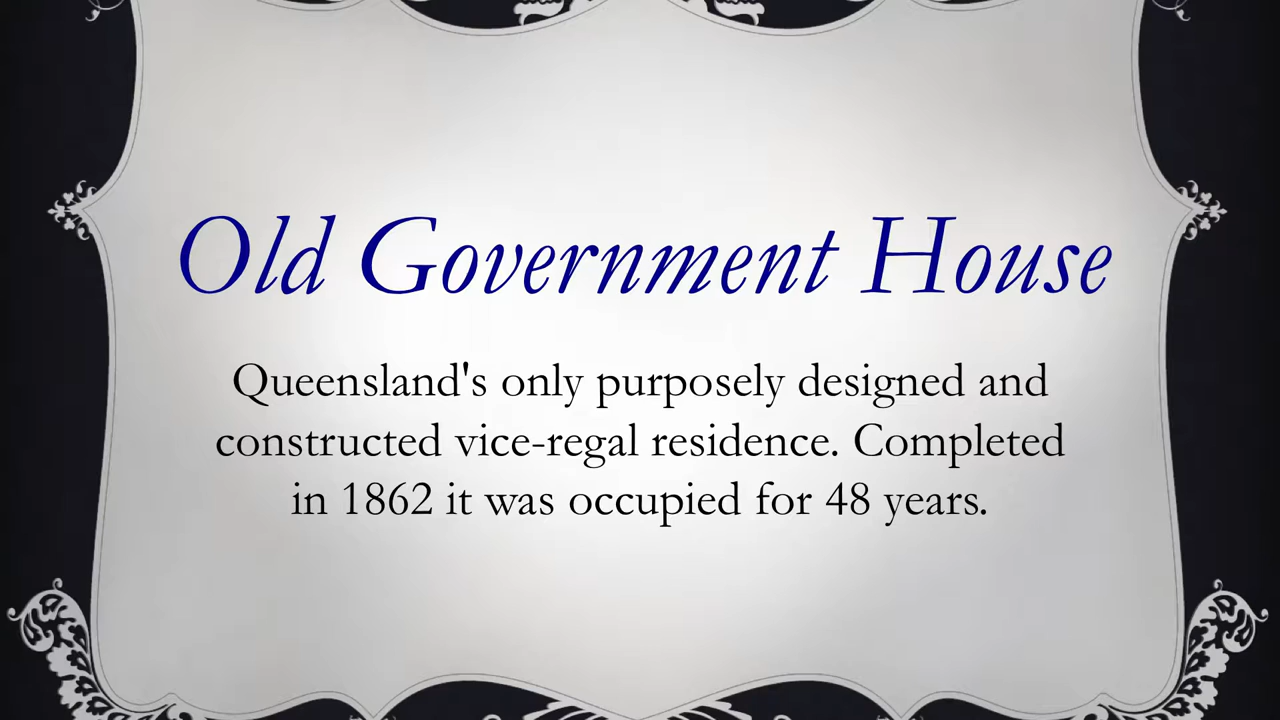 Old Government House
Queensland's only purposely designed and
constructed vice-regal residence. Completed
in 1862 it was occupied for 48 years.